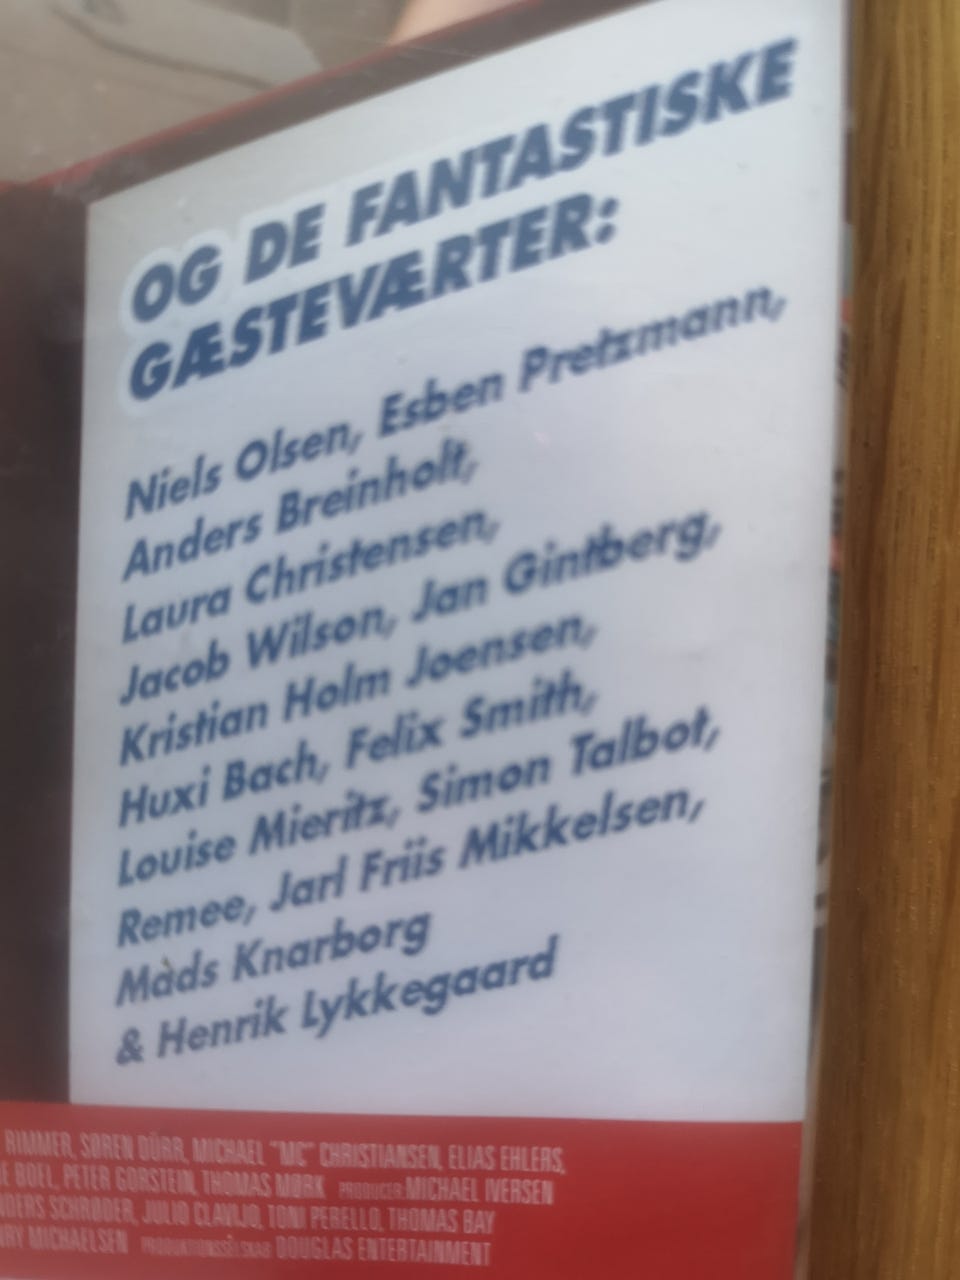 OG DE FANTASTISKE
GÆSTEVÆRTER:
Niels Olsen, Esben Pretzmann,
Anders Breinholt,
Laura Christensen,
Jacob Wilson, Jan Gintberg,
Kristian Holm Joensen,
Huxi Bach, Felix Smith,
Louise Mieritz, Simon Talbot,
Remee, Jarl Friis Mikkelsen,
Mads Knarborg
& Henrik Lykkegaard
RIMMER, SØREN DÜRR, MICHAEL "MC" CHRISTIANSEN, ELIAS EHLERS,
BOEL, PETER GORSTEIN, THOMAS MØRK PRODUCER: MICHAEL IVERSEN
SCHRØDER, JULIO CLAVIJO, TONI PERELLO, THOMAS BAY
MICHAELSEN PRODUKTIONSSELSKAB DOUGLAS ENTERTAINMENT